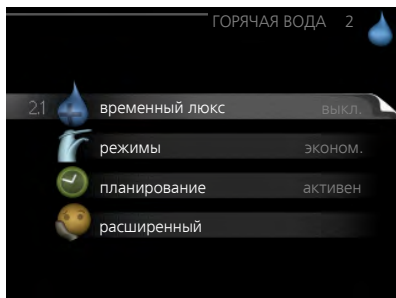 ГОРЯЧАЯ ВОДА 2
2.1 временный люкс выкл.
режимы эконом.
планирование активен
расширенный